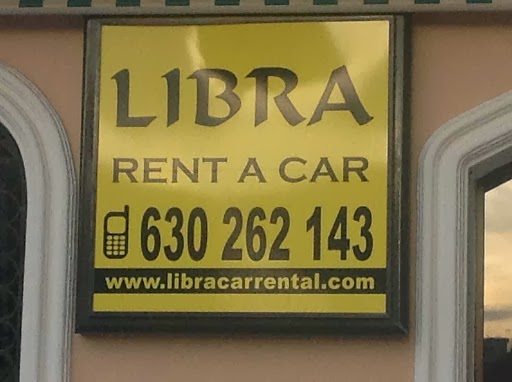 LIBRA
RENT A CAR
630 262 143
www.libracarrental.com